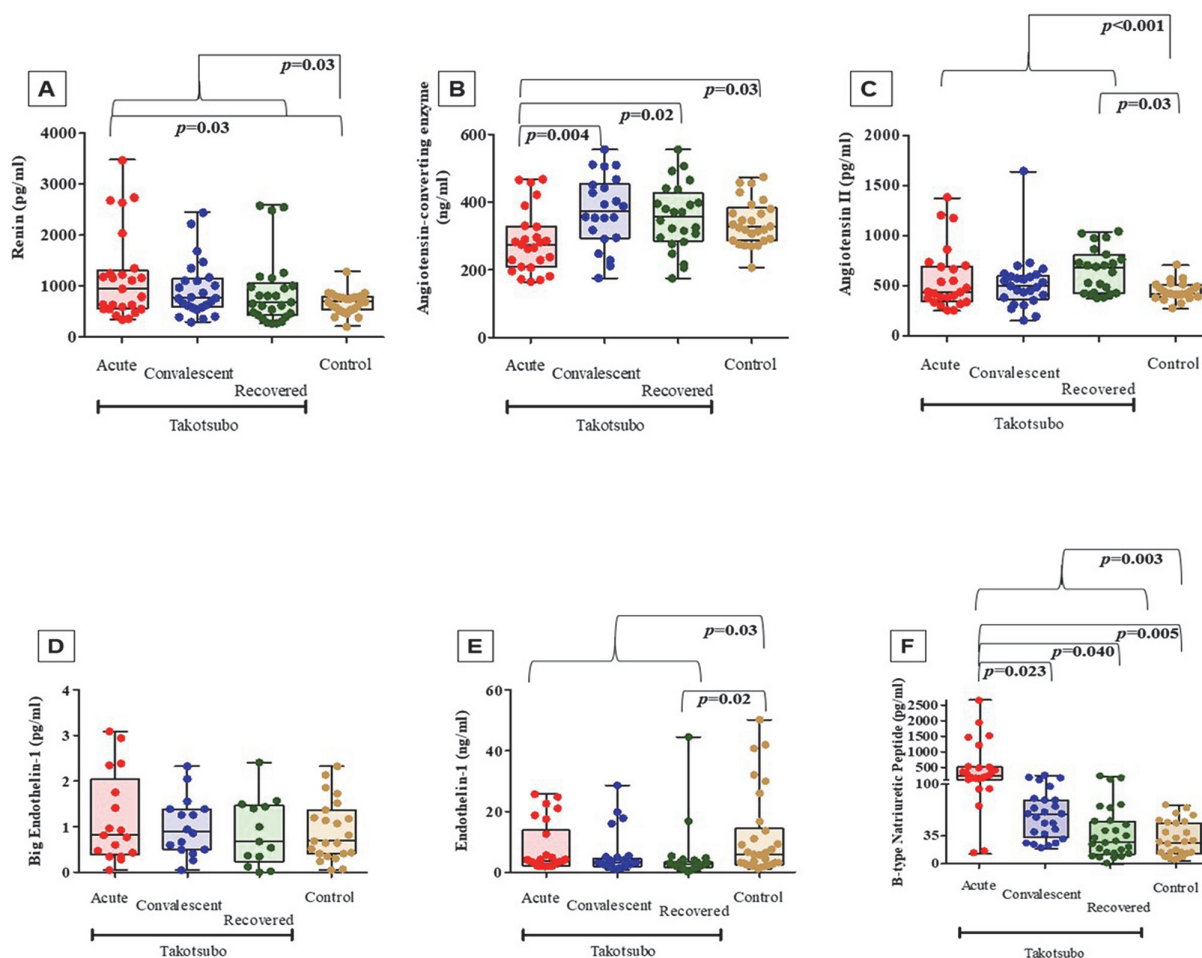 A
p=0.03
p=0.03
Renin (pg/ml)
4000
3000
2000
1000
0
Acute
Convalescent
Recovered
Control
Takotsubo
B
p=0.03
p=0.02
p=0.004
Angiotensin-converting enzyme
(ng/ml)
600
400
200
0
Acute
Convalescent
Recovered
Control
Takotsubo
C
p<0.001
p=0.03
Angiotensin II (pg/ml)
2000
1500
1000
500
0
Acute
Convalescent
Recovered
Control
Takotsubo
D
Big Endothelin-1 (pg/ml)
4
3
2
1
0
Acute
Convalescent
Recovered
Control
Takotsubo
E
p=0.03
p=0.02
Endothelin-1 (ng/ml)
60
40
20
0
Acute
Convalescent
Recovered
Control
Takotsubo
F
p=0.003
p=0.005
p=0.040
p=0.023
B-type Natriuretic Peptide (pg/ml)
2500
2000
1500
1000
500
100
35
0
Acute
Convalescent
Recovered
Control
Takotsubo